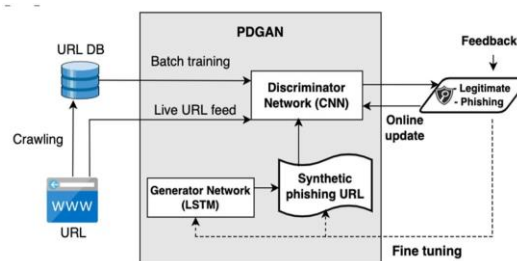 PDGAN
URL DB
Feedback
Batch training
Discriminator
Network (CNN)
- Legitimate
- Phishing
Live URL feed
Online
update
Crawling
Generator Network
(LSTM)
Synthetic
phishing URL
WWW
URL
Fine tuning